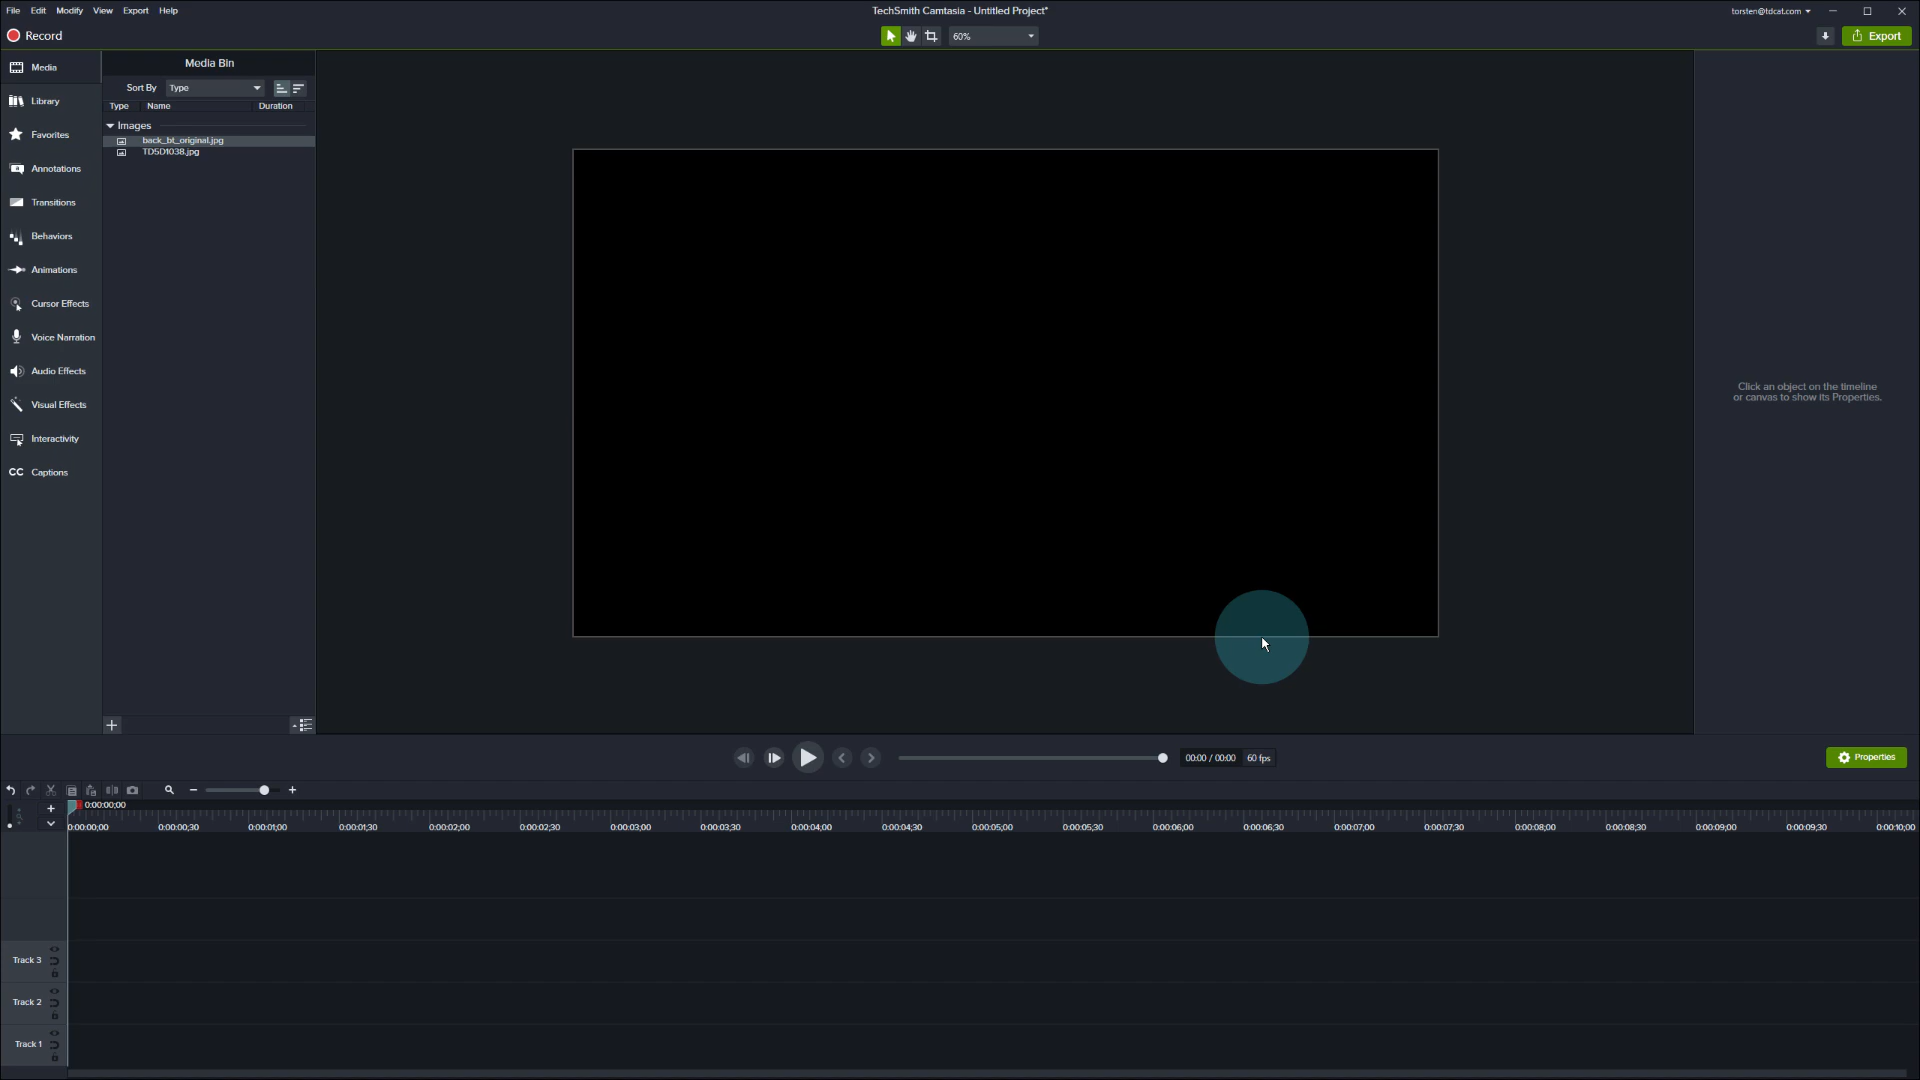 File Edit Modify View Export Help
TechSmith Camtasia - Untitled Project*
torsten@tdcat.com
Record
60%
Export
Media
Library
Favorites
Annotations
Transitions
Behaviors
Animations
Cursor Effects
Voice Narration
Audio Effects
Visual Effects
Interactivity
CC Captions
Media Bin
Sort By Type
Type Name Duration
Images
back_bt_original.jpg
TD5D1038.jpg
Click an object on the timeline
or canvas to show its Properties.
00:00 / 00:00 60 fps
Properties
0:00:00;00
0:00:00;00 0:00:00;30 0:00:01;00 0:00:01;30 0:00:02;00 0:00:02;30 0:00:03;00 0:00:03;30 0:00:04;00 0:00:04;30 0:00:05;00 0:00:05;30 0:00:06;00 0:00:06;30 0:00:07;00 0:00:07;30 0:00:08;00 0:00:08;30 0:00:09;00 0:00:09;30 0:00:10;00
Track 3
Track 2
Track 1